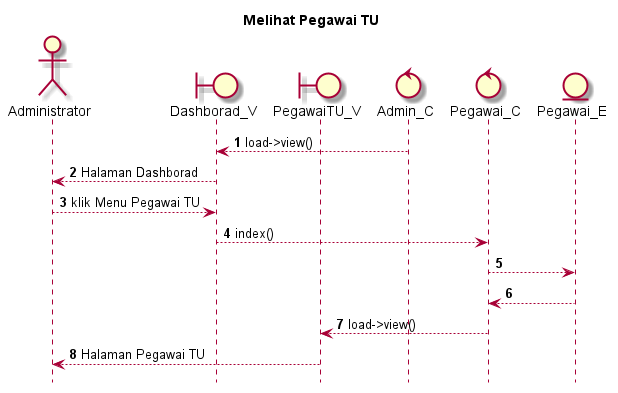 Melihat Pegawai TU
Administrator Dashborad_V PegawaiTU_V Admin_C Pegawai_C Pegawai_E
1 load->view()
2 Halaman Dashborad
3 klik Menu Pegawai TU
4 index()
5
6
7 load->view()
8 Halaman Pegawai TU